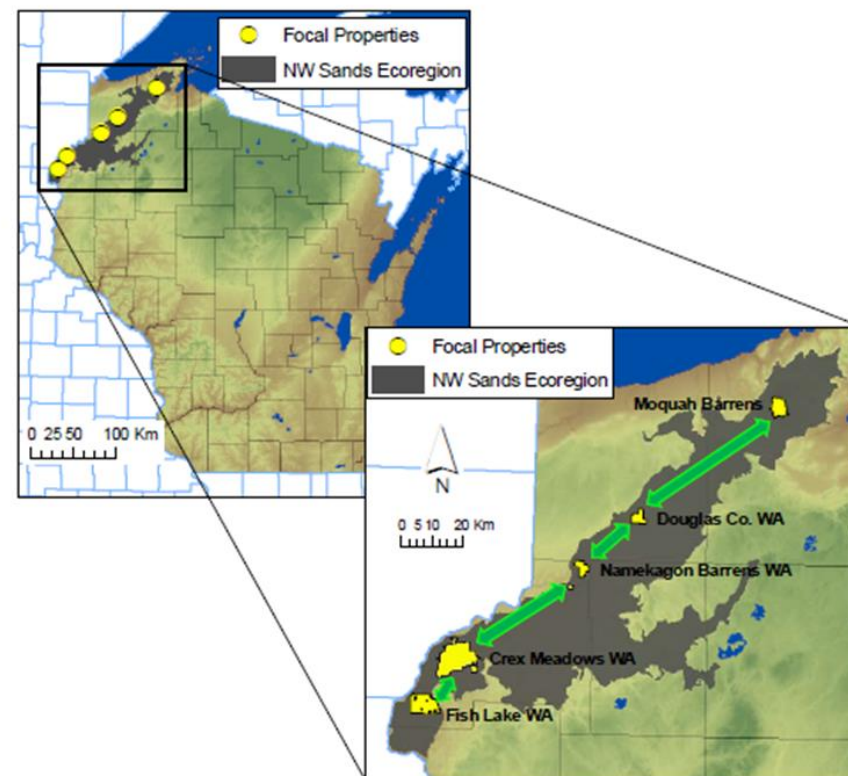 Focal Properties
NW Sands Ecoregion
0 25 50 100 Km
Focal Properties
NW Sands Ecoregion
Moquah Barrens
N
Douglas Co. WA
0 5 10 20 Km
Namekagon Barrens WA
Crex Meadows WA
Fish Lake WA